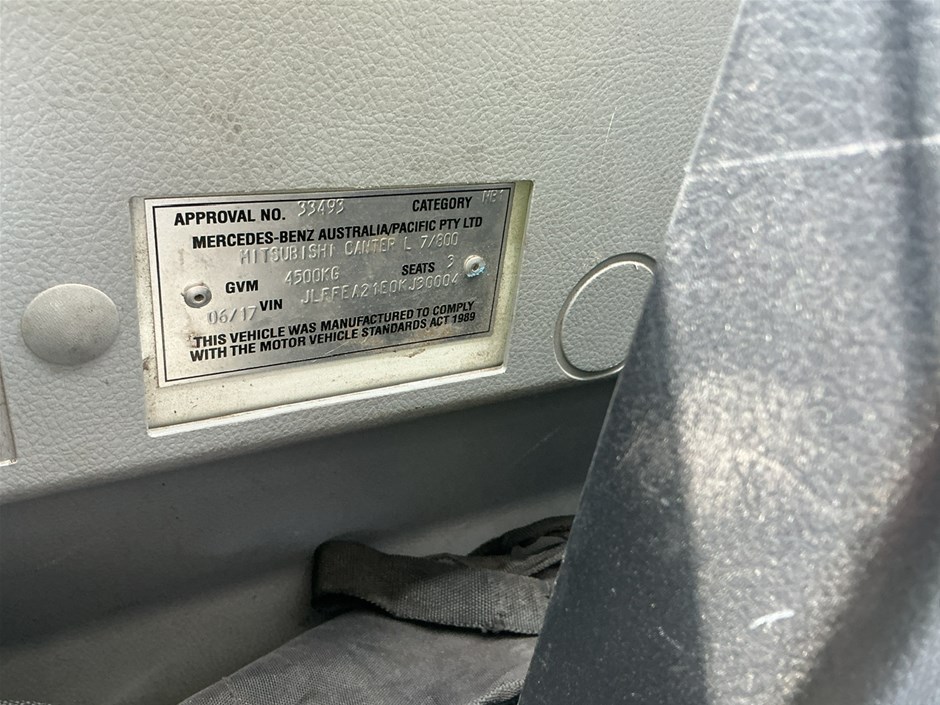 APPROVAL NO. 33493 CATEGORY
MERCEDES-BENZ AUSTRALIA/PACIFIC PTY LTD
MITSUBISHI CANTER L 7/800
GVM 4500KG SEATS 3
06/17 VIN JLFFEA21E0KJ30004
THIS VEHICLE WAS MANUFACTURED TO COMPLY
WITH THE MOTOR VEHICLE STANDARDS ACT 1989